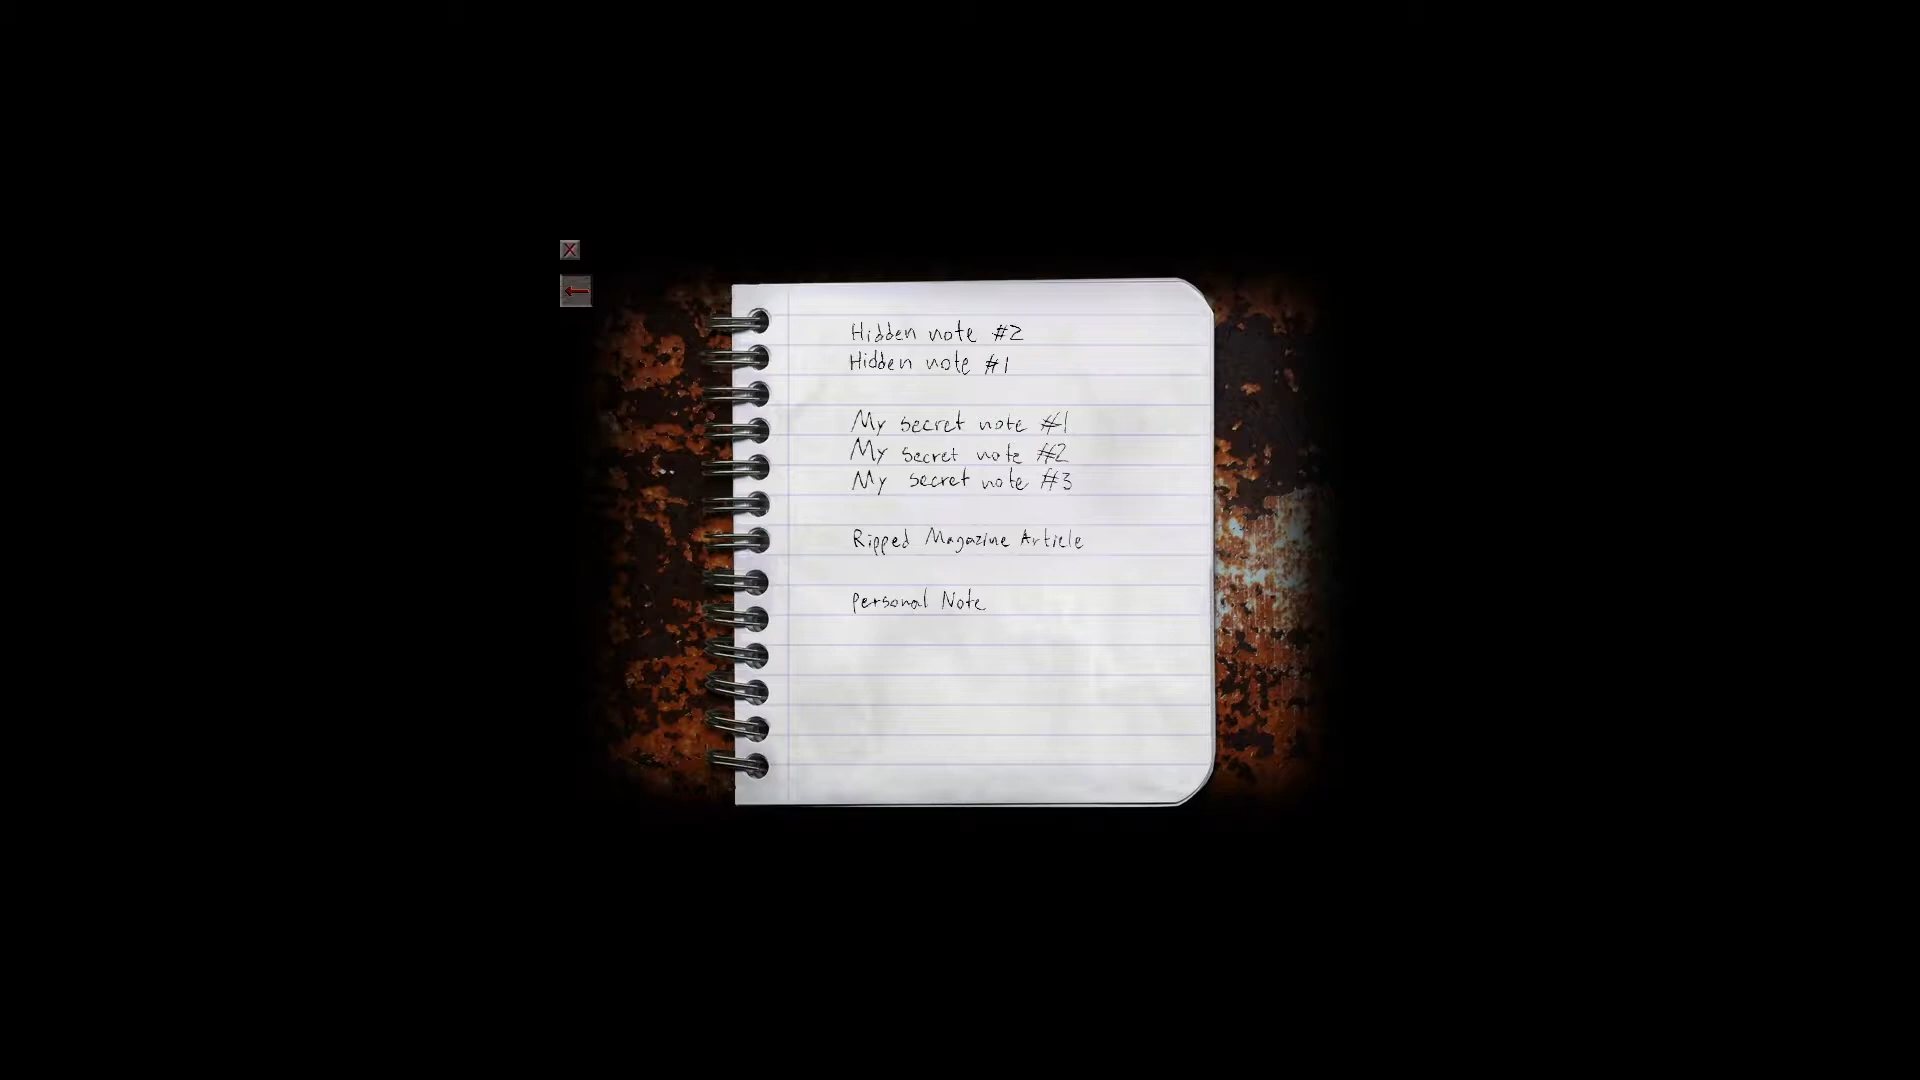 Hidden note #2
Hidden note #1
My secret note #1
My secret note #2
My secret note #3
Ripped Magazine Article
Personal Note